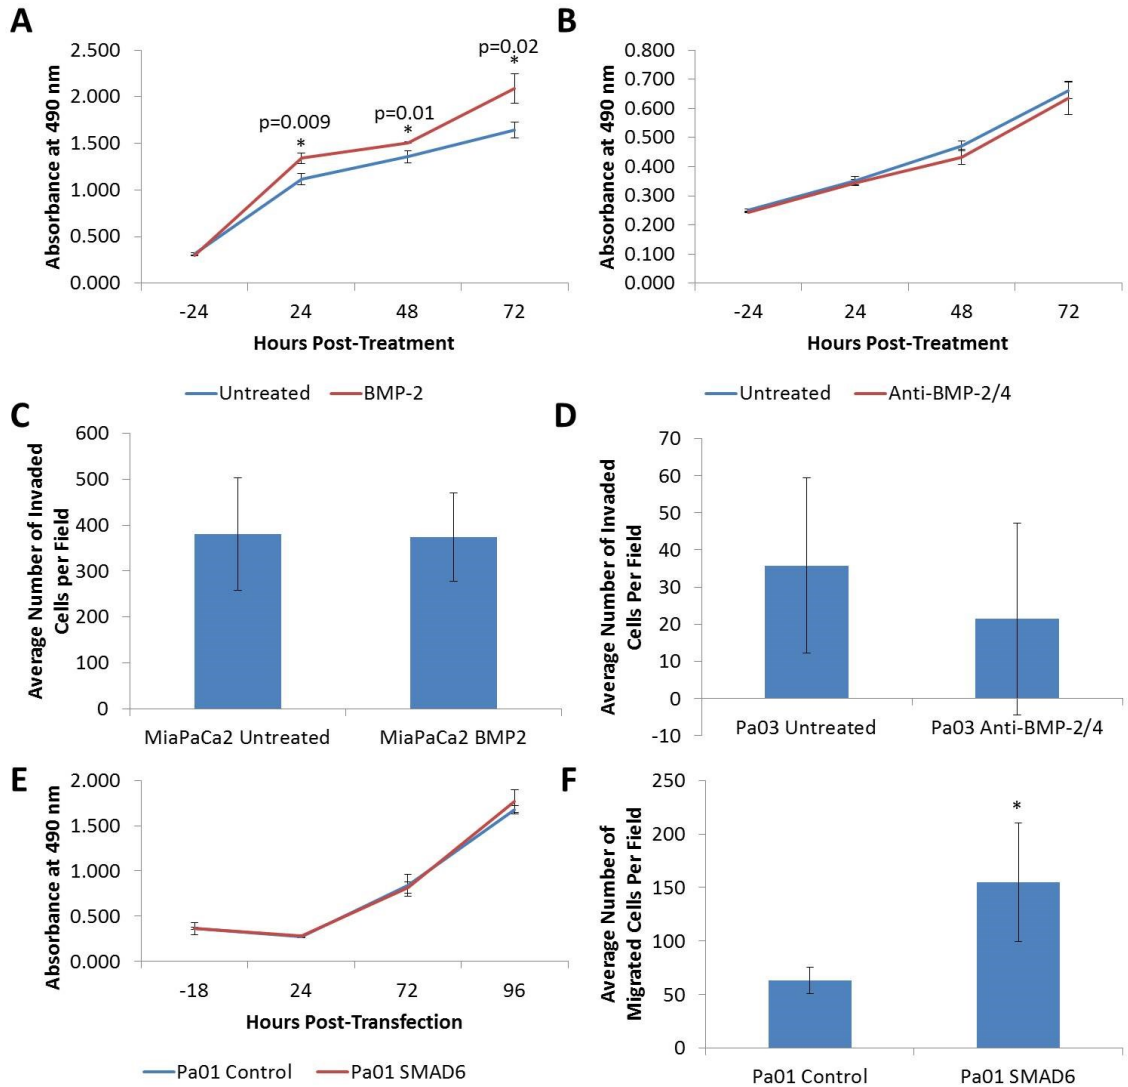 A
Absorbance at 490 nm
2.500
2.000
1.500
1.000
0.500
0.000
p=0.009
*
p=0.01
*
p=0.02
*
-24 24 48 72
Hours Post-Treatment
Untreated BMP-2
B
Absorbance at 490 nm
0.800
0.700
0.600
0.500
0.400
0.300
0.200
0.100
0.000
-24 24 48 72
Hours Post-Treatment
Untreated Anti-BMP-2/4
C
Average Number of Invaded
Cells per Field
600
500
400
300
200
100
0
MiaPaCa2 Untreated MiaPaCa2 BMP2
D
Average Number of Invaded
Cells Per Field
70
60
50
40
30
20
10
0
-10
Pa03 Untreated Pa03 Anti-BMP-2/4
E
Absorbance at 490 nm
2.000
1.500
1.000
0.500
0.000
-18 24 72 96
Hours Post-Transfection
Pa01 Control Pa01 SMAD6
F
Average Number of
Migrated Cells Per Field
250
200
150
100
50
0
*
Pa01 Control Pa01 SMAD6